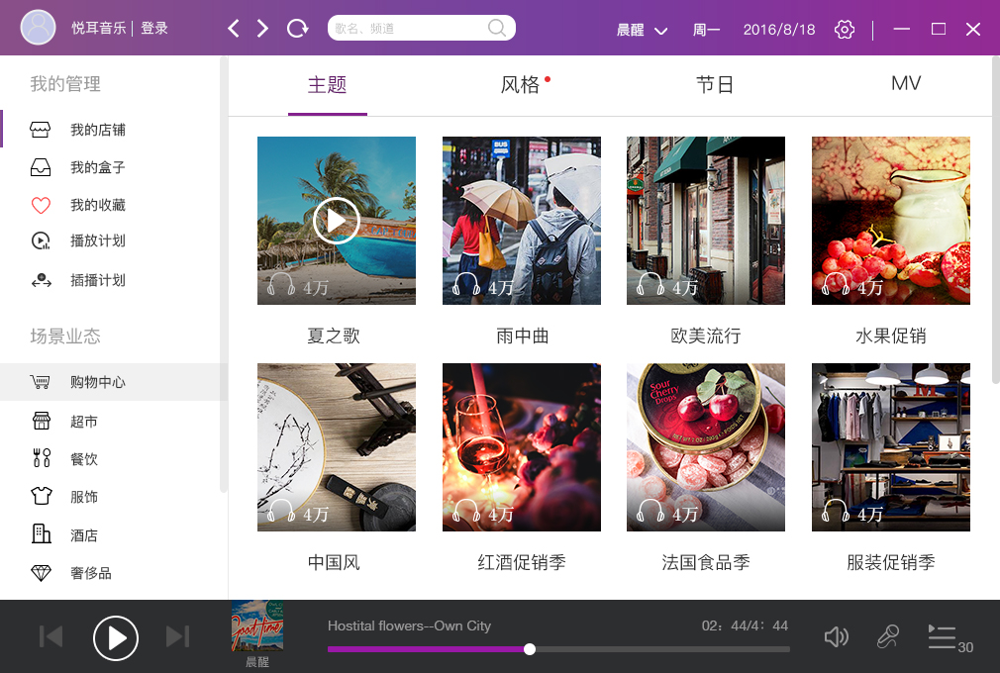 悦耳音乐 | 登录
歌名、频道
晨醒
周一
2016/8/18
我的管理
我的店铺
我的盒子
我的收藏
播放计划
插播计划
场景业态
购物中心
超市
餐饮
服饰
酒店
奢侈品
主题
风格
节日
MV
BUS
4万
4万
4万
4万
夏之歌
雨中曲
欧美流行
水果促销
Sour
Cherry
Drops
4万
4万
4万
4万
中国风
红酒促销季
法国食品季
服装促销季
Good time
晨醒
Hostital flowers--Own City
02：44/4：44
30